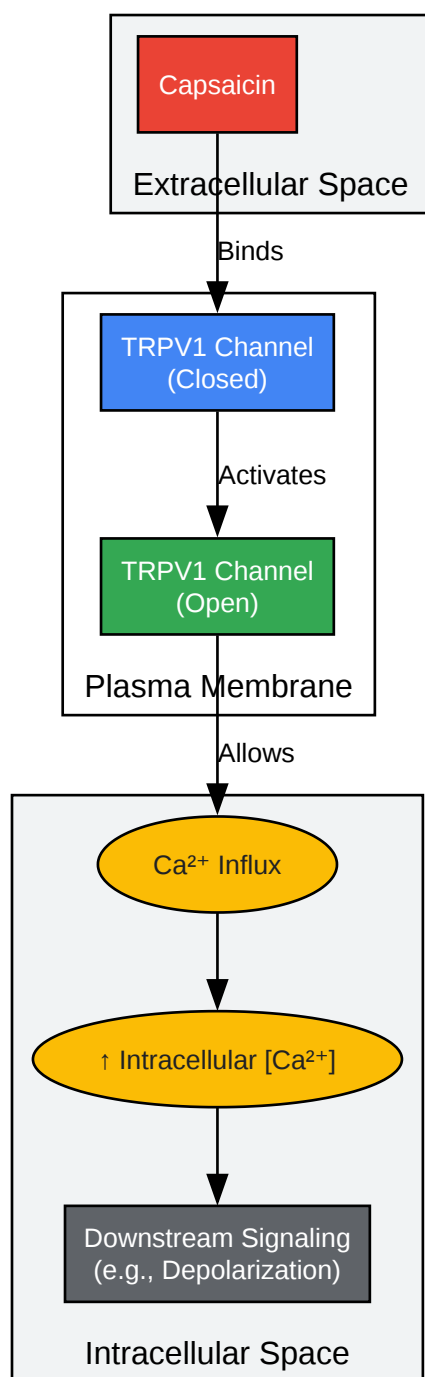 Capsaicin
Extracellular Space
Binds
TRPV1 Channel
(Closed)
Activates
TRPV1 Channel
(Open)
Plasma Membrane
Allows
Ca²⁺ Influx
↑ Intracellular [Ca²⁺]
Downstream Signaling
(e.g., Depolarization)
Intracellular Space